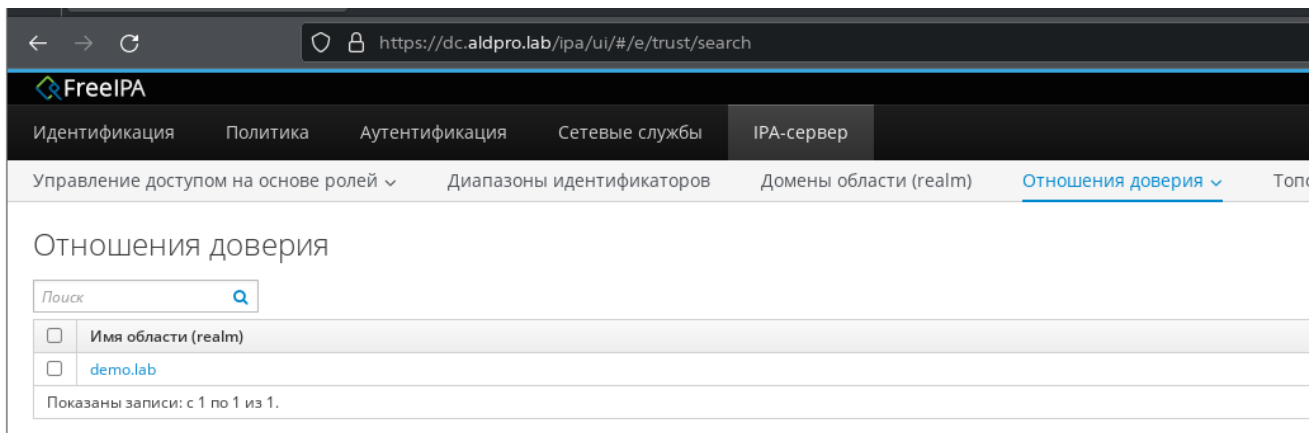 https://dc.aldpro.lab/ipa/ui/#/e/trust/search
FreeIPA
Идентификация Политика Аутентификация Сетевые службы IPA-сервер
Управление доступом на основе ролей Диапазоны идентификаторов Домены области (realm) Отношения доверия
Отношения доверия
Поиск
Имя области (realm)
demo.lab
Показаны записи: с 1 по 1 из 1.